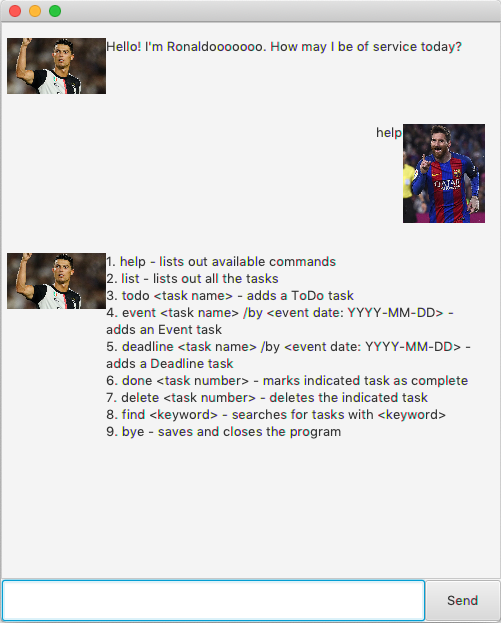 Hello! I'm Ronaldooooooo. How may I be of service today?
help
1. help - lists out available commands
2. list - lists out all the tasks
3. todo <task name> - adds a ToDo task
4. event <task name> /by <event date: YYYY-MM-DD> -
adds an Event task
5. deadline <task name> /by <event date: YYYY-MM-DD> -
adds a Deadline task
6. done <task number> - marks indicated task as complete
7. delete <task number> - deletes the indicated task
8. find <keyword> - searches for tasks with <keyword>
9. bye - saves and closes the program
Send